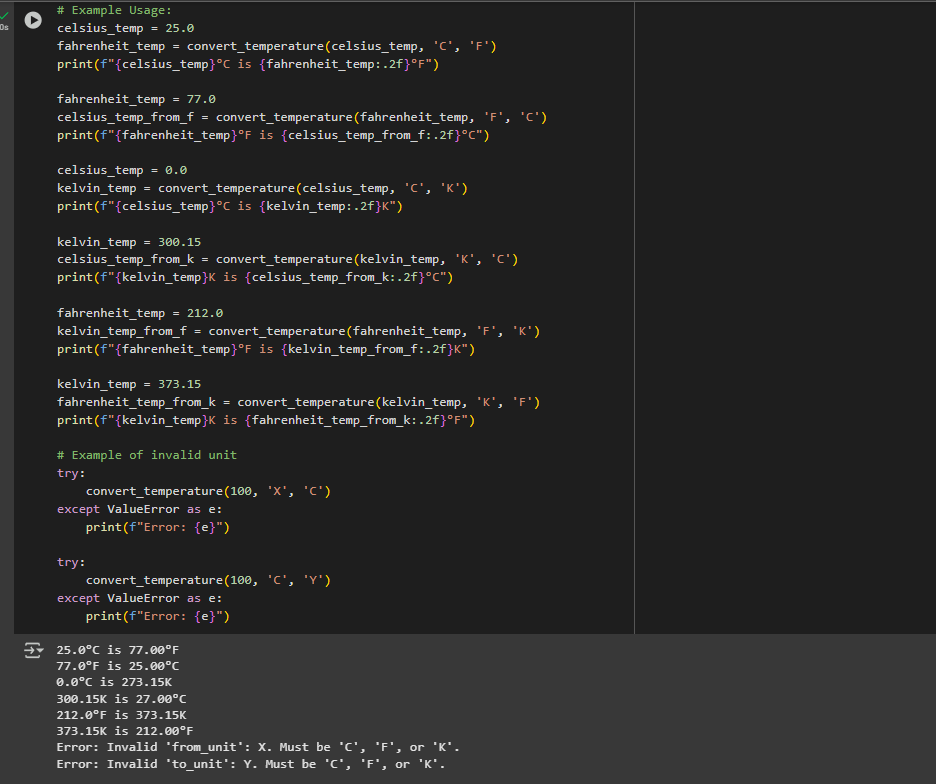 # Example Usage:
celsius_temp = 25.0
fahrenheit_temp = convert_temperature(celsius_temp, 'C', 'F')
print(f"{celsius_temp}°C is {fahrenheit_temp:.2f}°F")

fahrenheit_temp = 77.0
celsius_temp_from_f = convert_temperature(fahrenheit_temp, 'F', 'C')
print(f"{fahrenheit_temp}°F is {celsius_temp_from_f:.2f}°C")

celsius_temp = 0.0
kelvin_temp = convert_temperature(celsius_temp, 'C', 'K')
print(f"{celsius_temp}°C is {kelvin_temp:.2f}K")

kelvin_temp = 300.15
celsius_temp_from_k = convert_temperature(kelvin_temp, 'K', 'C')
print(f"{kelvin_temp}K is {celsius_temp_from_k:.2f}°C")

fahrenheit_temp = 212.0
kelvin_temp_from_f = convert_temperature(fahrenheit_temp, 'F', 'K')
print(f"{fahrenheit_temp}°F is {kelvin_temp_from_f:.2f}K")

kelvin_temp = 373.15
fahrenheit_temp_from_k = convert_temperature(kelvin_temp, 'K', 'F')
print(f"{kelvin_temp}K is {fahrenheit_temp_from_k:.2f}°F")

# Example of invalid unit
try:
    convert_temperature(100, 'X', 'C')
except ValueError as e:
    print(f"Error: {e}")

try:
    convert_temperature(100, 'C', 'Y')
except ValueError as e:
    print(f"Error: {e}")
0s
25.0°C is 77.00°F
77.0°F is 25.00°C
0.0°C is 273.15K
300.15K is 27.00°C
212.0°F is 373.15K
373.15K is 212.00°F
Error: Invalid 'from_unit': X. Must be 'C', 'F', or 'K'.
Error: Invalid 'to_unit': Y. Must be 'C', 'F', or 'K'.